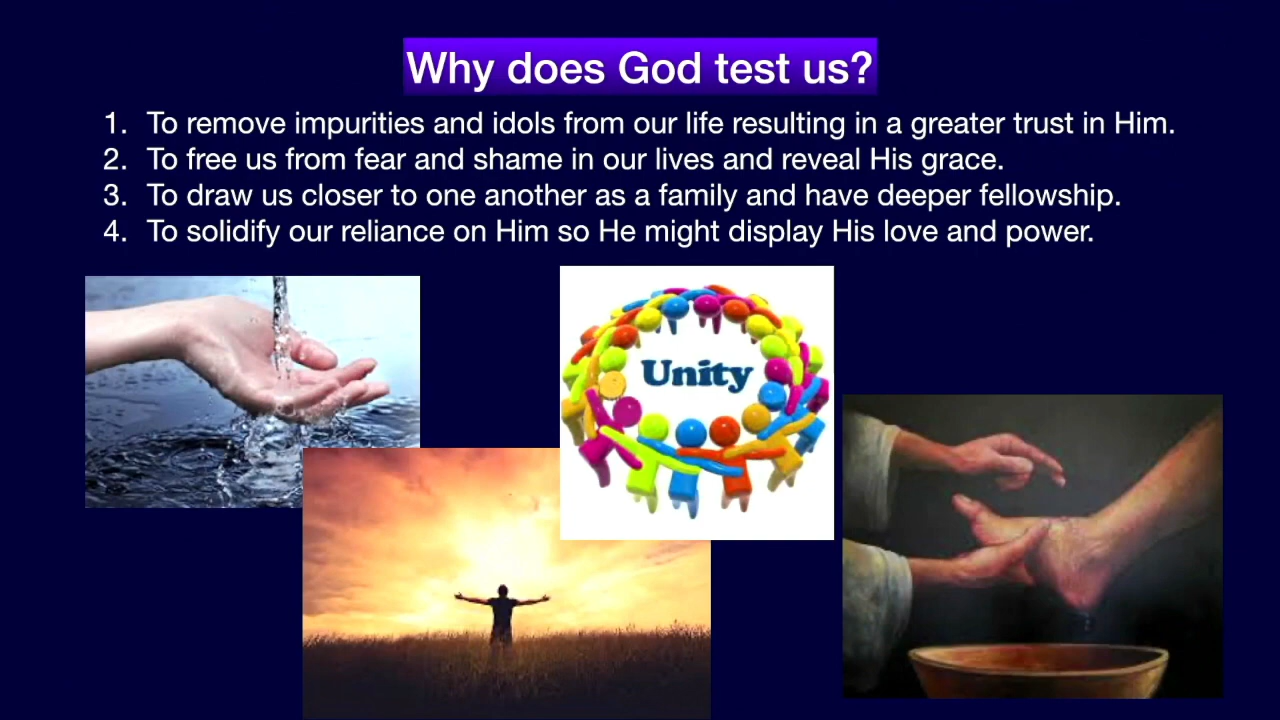 Why does God test us?
1. To remove impurities and idols from our life resulting in a greater trust in Him.
2. To free us from fear and shame in our lives and reveal His grace.
3. To draw us closer to one another as a family and have deeper fellowship.
4. To solidify our reliance on Him so He might display His love and power.
Unity